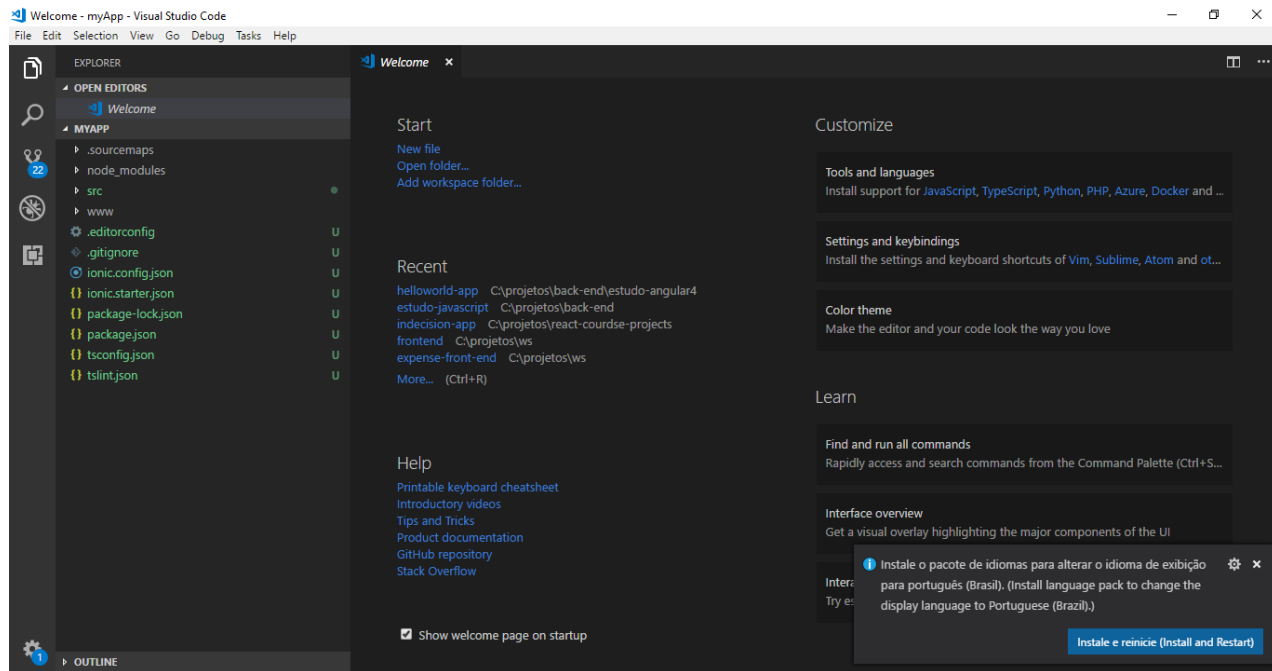 Welcome - myApp - Visual Studio Code
File Edit Selection View Go Debug Tasks Help
EXPLORER
OPEN EDITORS
Welcome
MYAPP
.sourcemaps
node_modules
src
www
.editorconfig U
.gitignore U
ionic.config.json U
ionic.starter.json U
package-lock.json U
package.json U
tsconfig.json U
tslint.json U
OUTLINE
22
1
Welcome
Start
New file
Open folder...
Add workspace folder...
Recent
helloworld-app C:\projetos\back-end\estudo-angular4
estudo-javascript C:\projetos\back-end
indecision-app C:\projetos\react-courdse-projects
frontend C:\projetos\ws
expense-front-end C:\projetos\ws
More... (Ctrl+R)
Help
Printable keyboard cheatsheet
Introductory videos
Tips and Tricks
Product documentation
GitHub repository
Stack Overflow
Show welcome page on startup
Customize
Tools and languages
Install support for JavaScript, TypeScript, Python, PHP, Azure, Docker and ...
Settings and keybindings
Install the settings and keyboard shortcuts of Vim, Sublime, Atom and ot...
Color theme
Make the editor and your code look the way you love
Learn
Find and run all commands
Rapidly access and search commands from the Command Palette (Ctrl+S...
Interface overview
Get a visual overlay highlighting the major components of the UI
Intera
Try es
Instale o pacote de idiomas para alterar o idioma de exibição
para português (Brasil). (Install language pack to change the
display language to Portuguese (Brazil).)
Instale e reinicie (Install and Restart)